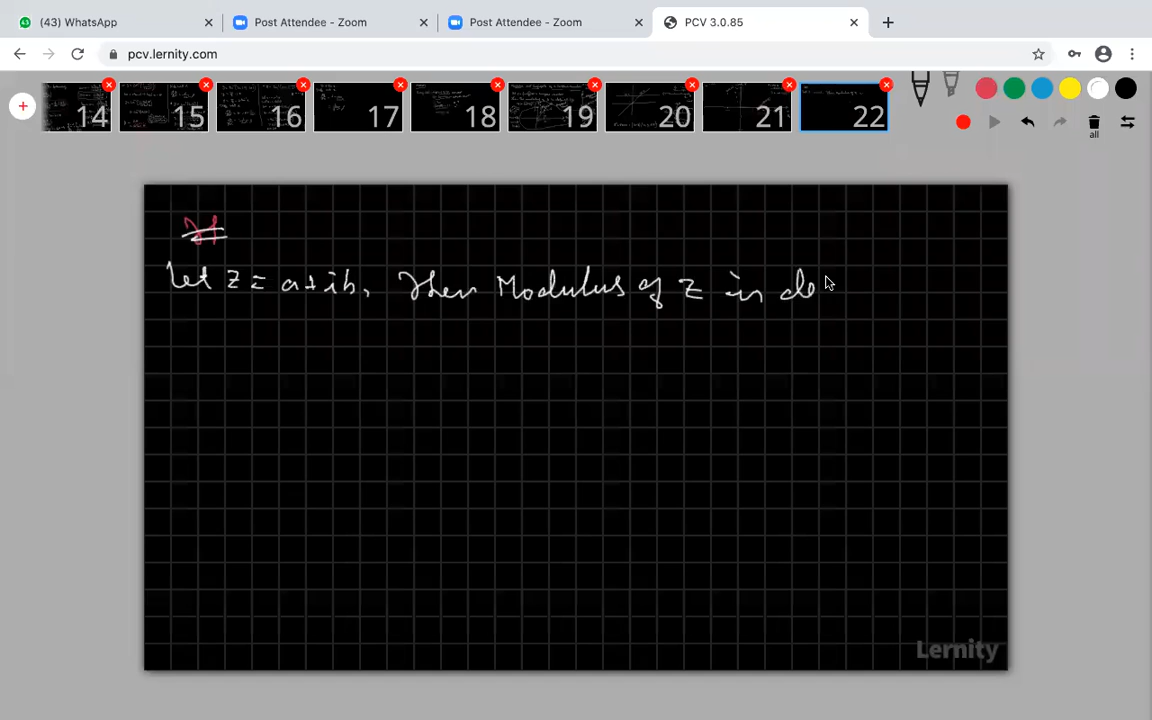 (43) WhatsApp
Post Attendee - Zoom
Post Attendee - Zoom
PCV 3.0.85
pcv.lernity.com
14
15
16
17
18
19
20
21
22
all
Let z = a + ib, Then Modulus of z is de
Lernity